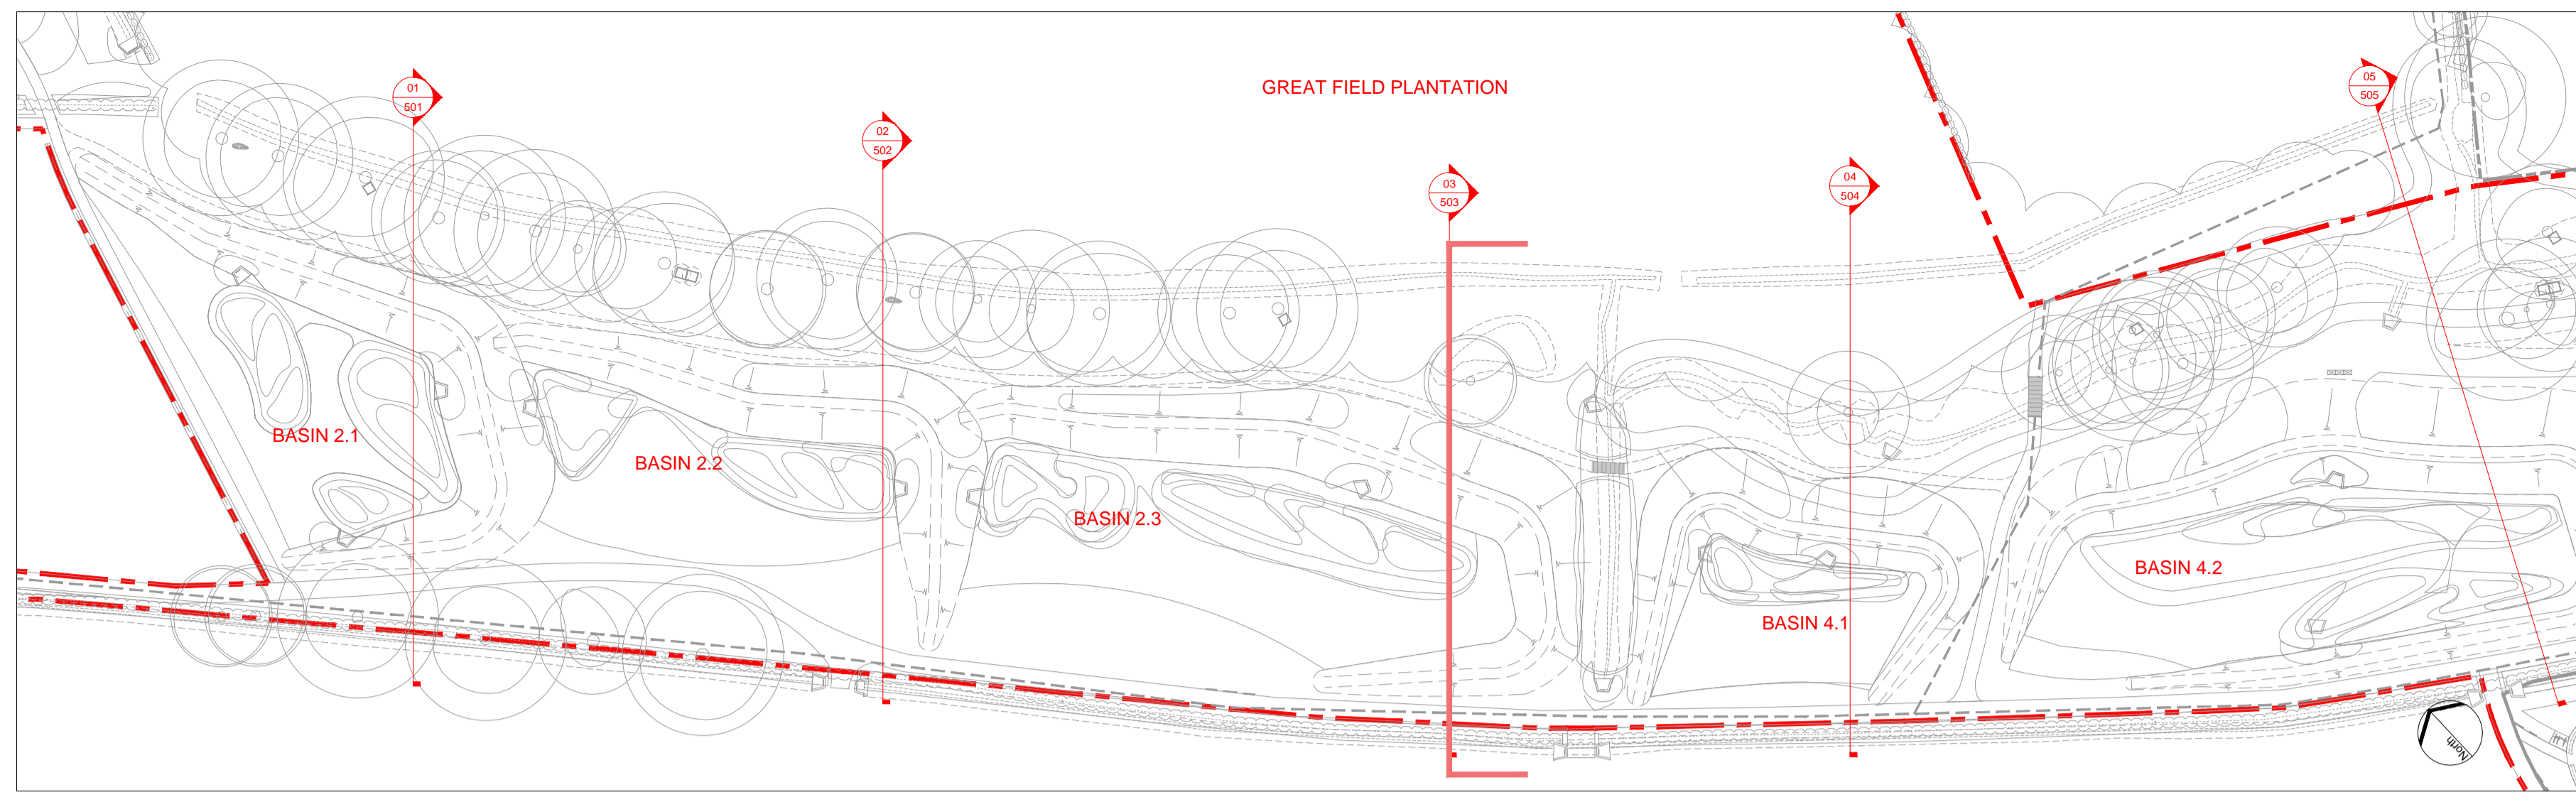 GREAT FIELD PLANTATION
01
501
02
502
03
503
04
504
05
505
BASIN 2.1
BASIN 2.2
BASIN 2.3
BASIN 4.1
BASIN 4.2
North